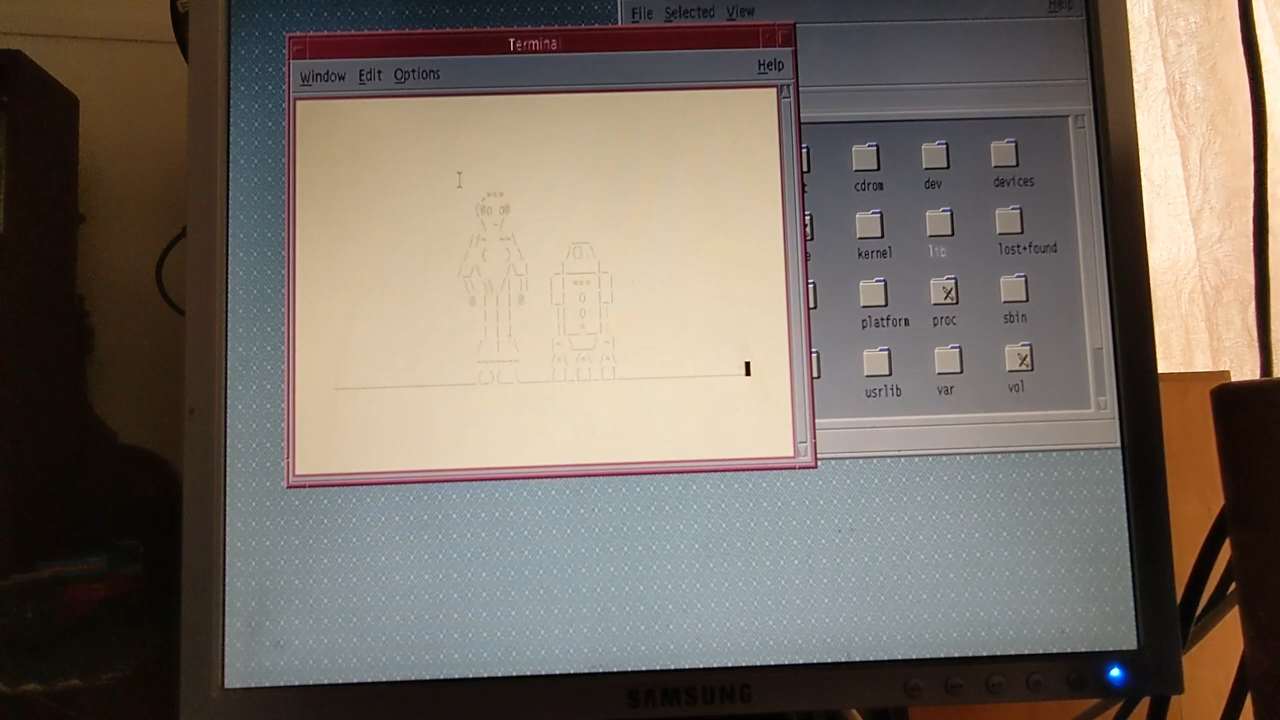 File Selected View Help
Terminal
Window Edit Options Help
cdrom dev devices
kernel lib lost+found
platform proc sbin
usrlib var vol
SAMSUNG